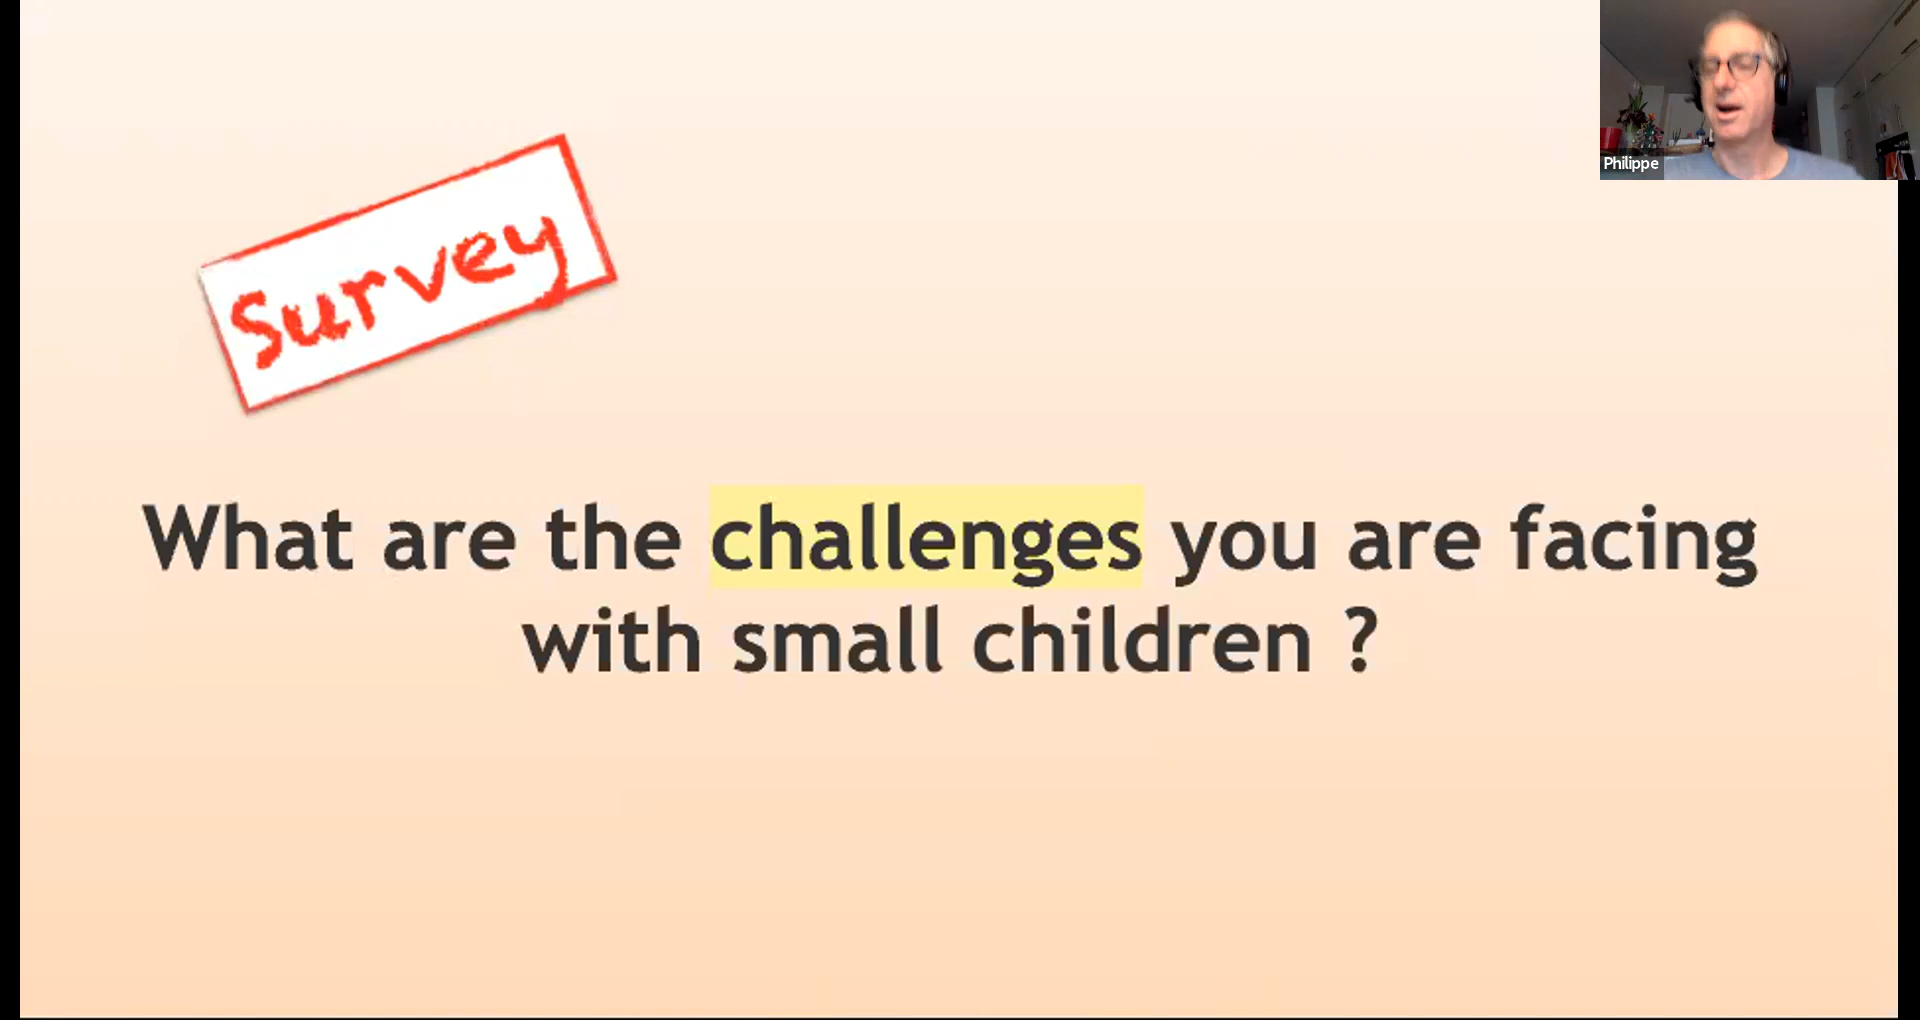 Philippe
Survey
What are the challenges you are facing
with small children ?